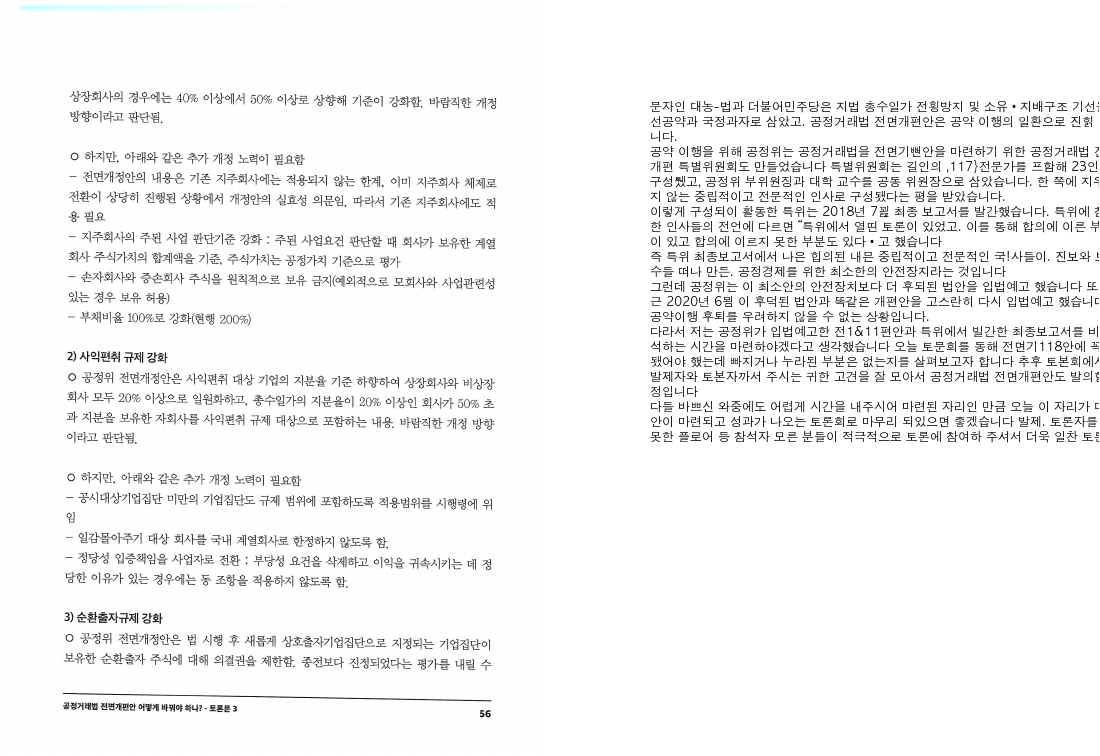 상장회사의 경우에는 40% 이상에서 50% 이상로 상향해 기준이 강화함. 바람직한 개정
방향이라고 판단됨.
○ 하지만, 아래와 같은 추가 개정 노력이 필요함
- 전면개정안의 내용은 기존 지주회사에는 적용되지 않는 한계, 이미 지주회사 체제로
전환이 상당히 진행된 상황에서 개정안의 실효성 의문임. 따라서 기존 지주회사에도 적
용 필요
- 지주회사의 주된 사업 판단기준 강화 : 주된 사업요건 판단할 때 회사가 보유한 계열
회사 주식가치의 합계액을 기준, 주식가치는 공정가치 기준으로 평가
- 손자회사와 증손회사 주식을 원칙적으로 보유 금지(예외적으로 모회사와 사업관련성
있는 경우 보유 허용)
- 부채비율 100%로 강화(현행 200%)
2) 사익편취 규제 강화
○ 공정위 전면개정안은 사익편취 대상 기업의 지분율 기준 하향하여 상장회사와 비상장
회사 모두 20% 이상으로 일원화하고, 총수일가의 지분율이 20% 이상인 회사가 50% 초
과 지분을 보유한 자회사를 사익편취 규제 대상으로 포함하는 내용. 바람직한 개정 방향
이라고 판단됨.
○ 하지만, 아래와 같은 추가 개정 노력이 필요함
- 공시대상기업집단 미만의 기업집단도 규제 범위에 포함하도록 적용범위를 시행령에 위
임
- 일감몰아주기 대상 회사를 국내 계열회사로 한정하지 않도록 함.
- 정당성 입증책임을 사업자로 전환 : 부당성 요건을 삭제하고 이익을 귀속시키는 데 정
당한 이유가 있는 경우에는 동 조항을 적용하지 않도록 함.
3) 순환출자규제 강화
○ 공정위 전면개정안은 법 시행 후 새롭게 상호출자기업집단으로 지정되는 기업집단이
보유한 순환출자 주식에 대해 의결권을 제한함. 종전보다 진정되었다는 평가를 내릴 수
공정거래법 전면개편안 어떻게 바꿔야 하나? - 토론문 3
56
문자인 대농-법과 더불어민주당은 지법 총수일가 전횡방지 및 소유 • 지배구조 기선을
선공약과 국정과자로 삼았고. 공정거래법 전면개편안은 공약 이행의 일환으로 진흵
니다.
공약 이행을 위해 공정위는 공정거래법을 전면기뻔안을 마련하기 위한 공정거래법
개편 특별위원회도 만들었습니다 특별위원회는 길인의 ,117}전문가를 프함해 23인
구성퉸고, 공정위 부위원징과 대학 교수를 공동 위원장으로 삼았습니다. 한 쪽에 지우
지 않는 중립적이고 전문적인 인사로 구성됐다는 평을 받았습니다.
이렇게 구성되이 활동한 특위는 2018년 7꾎 최종 보고서를 발간했습니다. 특위에
한 인사들의 전언에 다르면 “특위에서 열띤 토론이 있었고. 이를 통해 합의에 이른 부
이 있고 합의에 이르지 못한 부분도 있다 • 고 했습니다
즉 특위 최종보고서에서 나은 힙의된 내은 중립적이고 전문적인 국!사들이. 진보와
수들 떠나 만든. 공정경제를 위한 최소한의 안전장지라는 것입니다
그런데 공정위는 이 최소안의 안전장치보다 더 후되된 법안을 입법예고 했습니다 또
근 2020년 6뵘 이 후덕된 법안과 똑같은 개편안을 고스란히 다시 입법예고 했습니다
공약이행 후퇴를 우려하지 않을 수 없는 상황입니다.
다라서 저는 공정위가 입법예고한 전1&11편안과 특위에서 빌간한 최종보고서를 비
석하는 시간을 마련하야겠다고 생각했습니다 오늘 토문회를 통해 전면기118안에 꼭
됐어야 했는데 빠지거나 누라된 부분은 없는지를 살펴보고자 합니다 추후 토본회에서
발제자와 토본자까서 주시는 귀한 고견을 잘 모아서 공정거래법 전면개편안도 발의할
정입니다
다들 바쁘신 와중에도 어렵게 시간을 내주시어 마련된 자리인 만큼 오늘 이 자리가
안이 마련되고 성과가 나오는 토론회로 마무리 되있으면 좋겠습니다 발제. 토론자를
못한 플로어 등 참석자 모른 분들이 적극적으로 토론에 참여하 주셔서 더욱 일찬